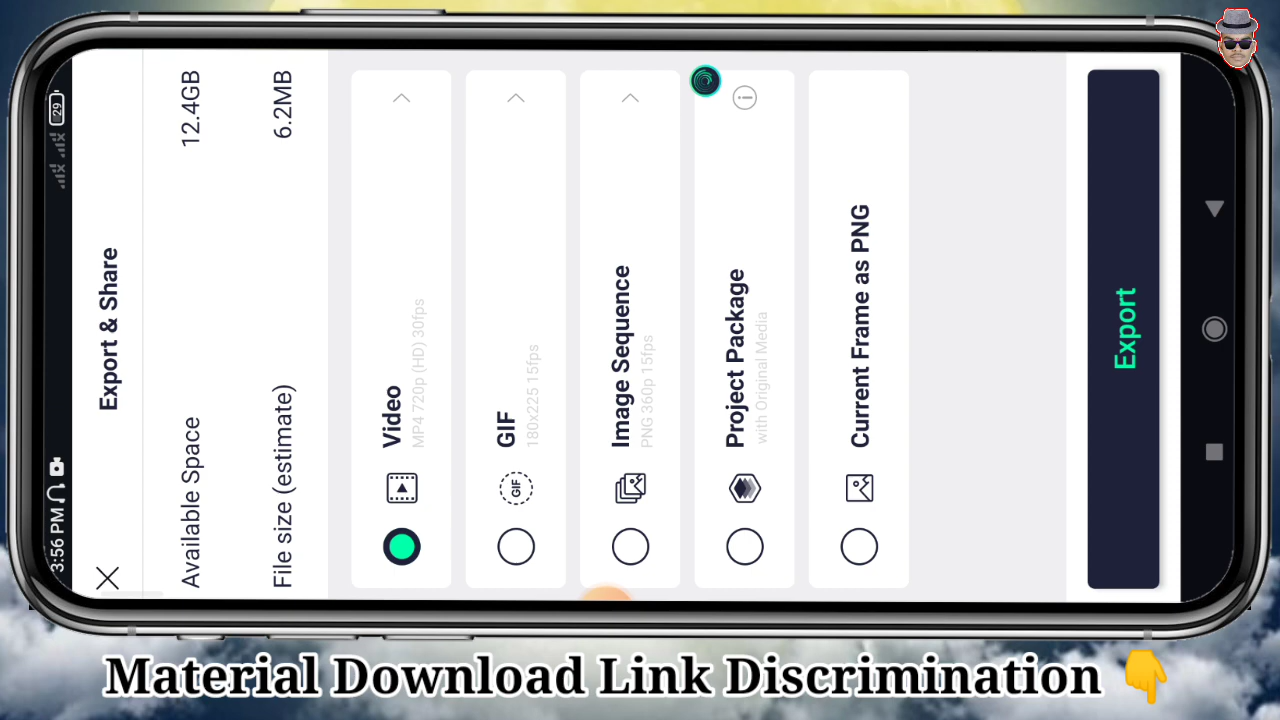 3:56 PM
29
Export & Share
Available Space 12.4GB
File size (estimate) 6.2MB
Video
MP4 720p (HD) 30fps
GIF
GIF
180x225 15fps
Image Sequence
PNG 360p 15fps
Project Package
with Original Media
Current Frame as PNG
Export
Material Download Link Discrimination 👇